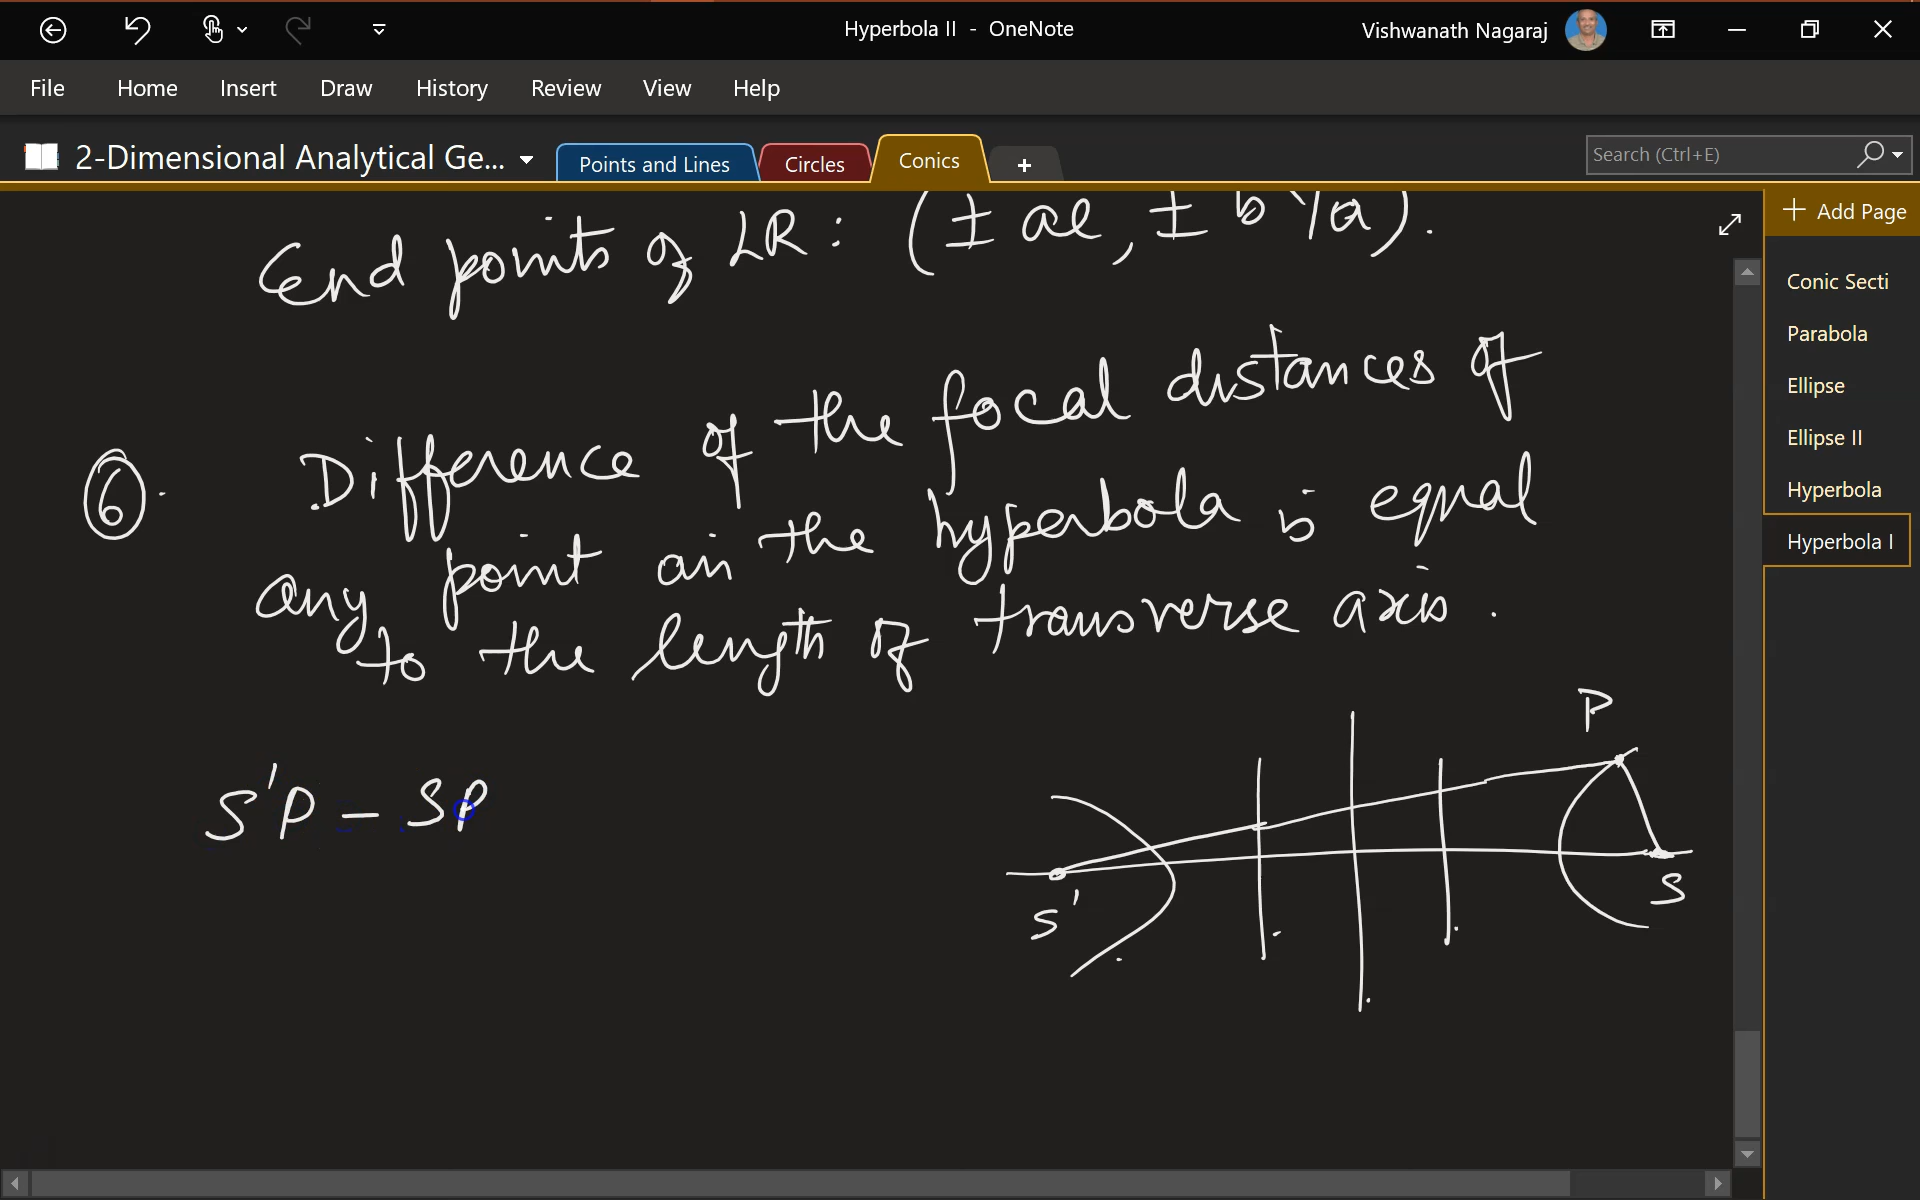 Hyperbola II - OneNote
Vishwanath Nagaraj
File Home Insert Draw History Review View Help
2-Dimensional Analytical Ge...
Points and Lines
Circles
Conics
+
Search (Ctrl+E)
+ Add Page
Conic Secti
Parabola
Ellipse
Ellipse II
Hyperbola
Hyperbola I
End points of LR : (± ae, ± b²/a).
⑥. Difference of the focal distances of
any point on the hyperbola is equal
to the length of transverse axis.
S'P - SP
P
S'
S